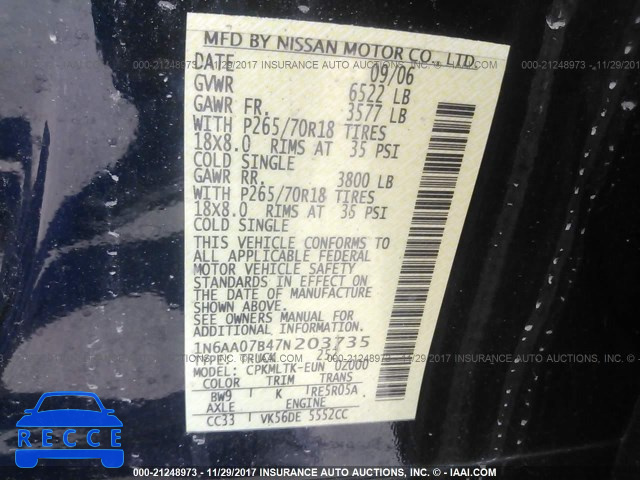 MFD BY NISSAN MOTOR CO., LTD.
DATE 09/06
GVWR 6522 LB
GAWR FR. 3577 LB
WITH P265/70R18 TIRES
18X8.0 RIMS AT 35 PSI
COLD SINGLE
GAWR RR. 3800 LB
WITH P265/70R18 TIRES
18X8.0 RIMS AT 35 PSI
COLD SINGLE
THIS VEHICLE CONFORMS TO
ALL APPLICABLE FEDERAL
MOTOR VEHICLE SAFETY
STANDARDS IN EFFECT ON
THE DATE OF MANUFACTURE
SHOWN ABOVE.
SEE OWNERS MANUAL FOR
ADDITIONAL INFORMATION
1N6AA07B47N203735
TYPE: TRUCK
MODEL: CPKMLTK-EUN 02000
COLOR TRIM TRANS
BW9 K RE5R05A
AXLE ENGINE
CC33 VK56DE 5552CC
000-21248973 - 11/29/2017 INSURANCE AUTO AUCTIONS, INC. - © IAAI.COM
RECCE